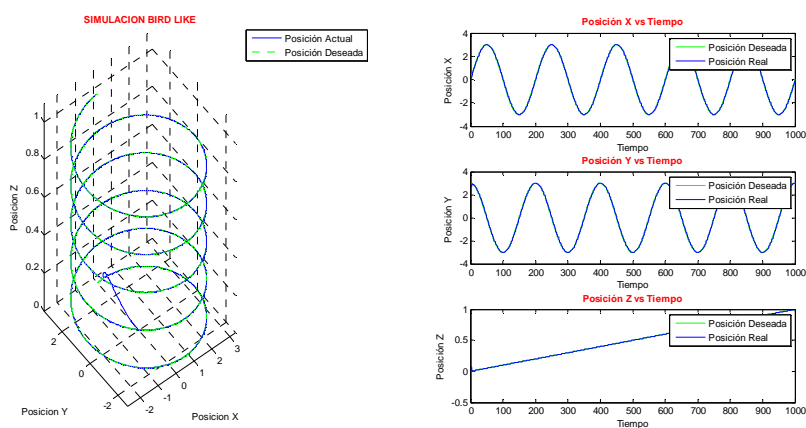 SIMULACION BIRD LIKE
Posición Actual
Posición Deseada
1
0.8
0.6
0.4
0.2
0
Posicion Z
2
0
-2
Posicion Y
-2
-1
0
1
2
3
Posicion X
Posición X vs Tiempo
4
2
0
-2
-4
Posición X
Posición Deseada
Posición Real
0 100 200 300 400 500 600 700 800 900 1000
Tiempo
Posición Y vs Tiempo
4
2
0
-2
-4
Posición Y
Posición Deseada
Posición Real
0 100 200 300 400 500 600 700 800 900 1000
Tiempo
Posición Z vs Tiempo
1
0.5
0
-0.5
Posición Z
Posición Deseada
Posición Real
0 100 200 300 400 500 600 700 800 900 1000
Tiempo